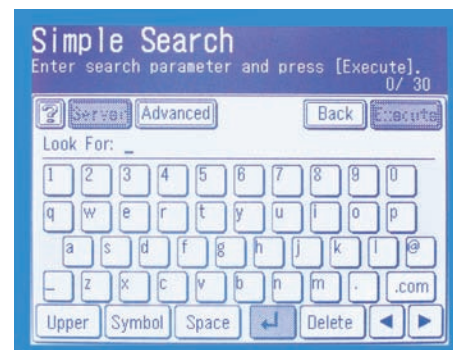 Simple Search
Enter search parameter and press [Execute].
0/ 30
? Server Advanced Back Execute
Look For: _
1 2 3 4 5 6 7 8 9 0
q w e r t y u i o p
a s d f g h j k l @
_ z x c v b n m . .com
Upper Symbol Space Delete